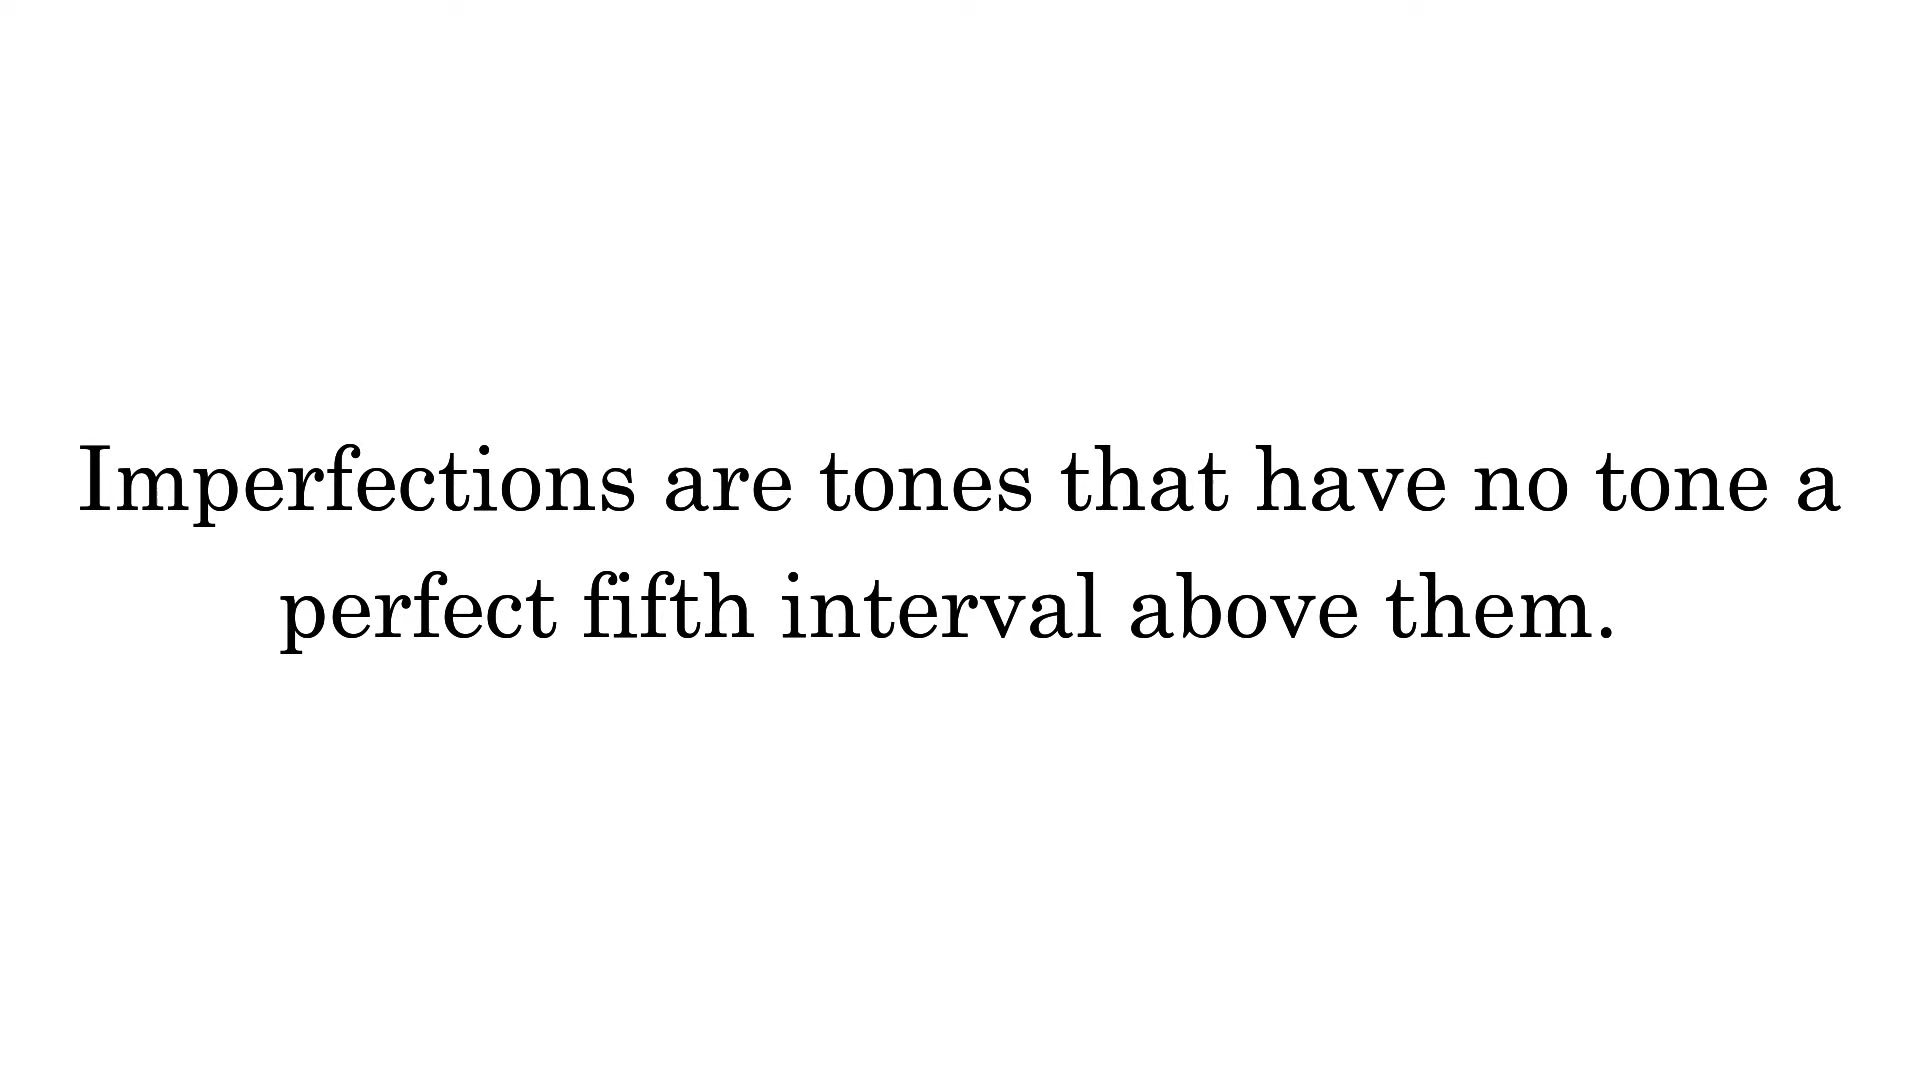 Imperfections are tones that have no tone a
perfect fifth interval above them.